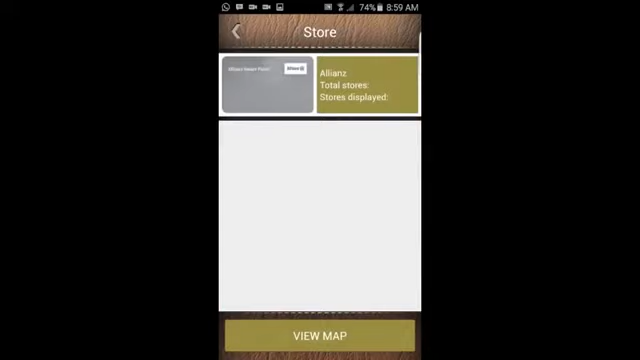 74% 8:59 AM
Store
Allianz
Allianz
Total stores:
Stores displayed:
VIEW MAP